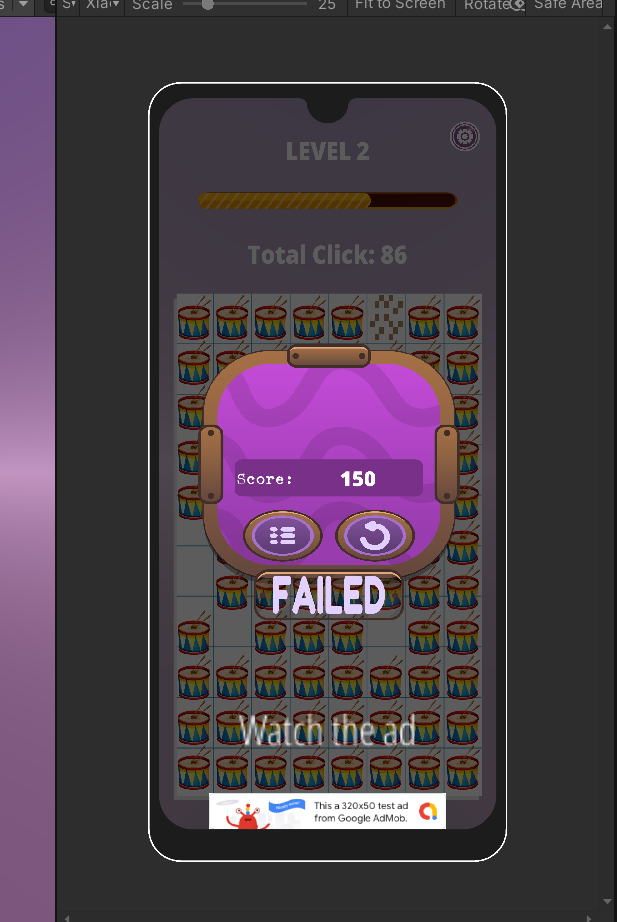 Scale
25
Fit to Screen
Rotate
Safe Area
LEVEL 2
Total Click: 86
Score: 150
FAILED
Watch the ad
This a 320x50 test ad
from Google AdMob.